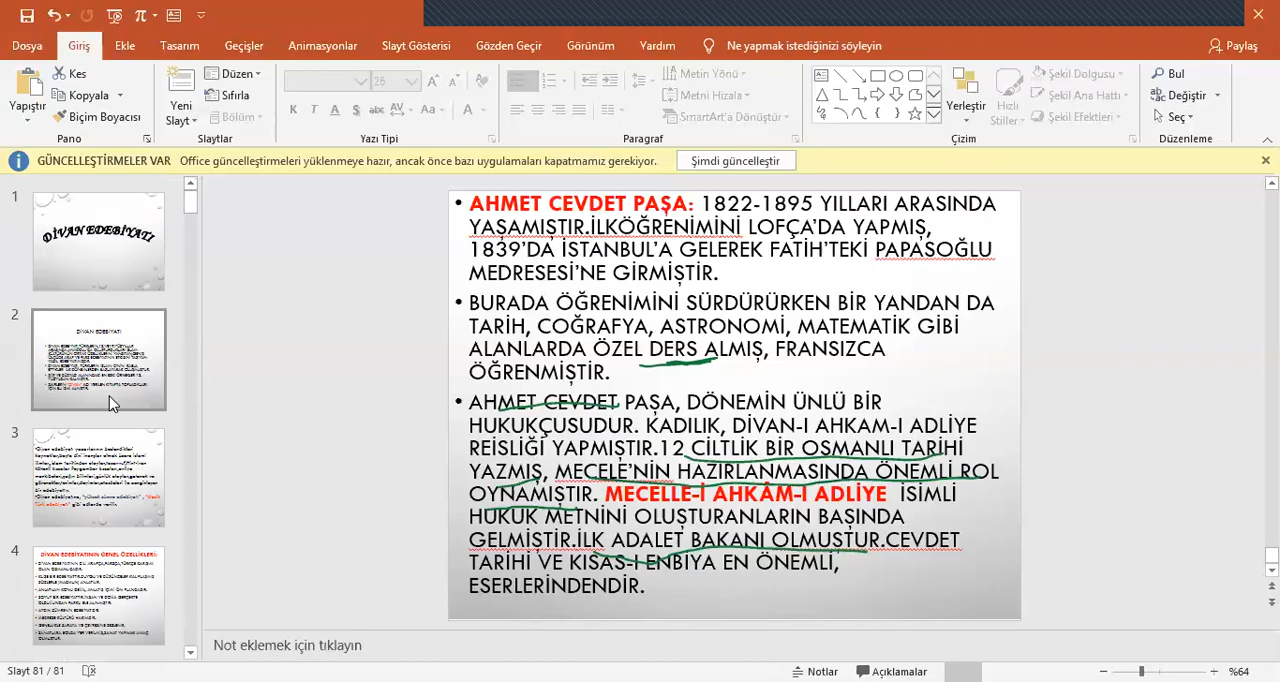 Dosya Giriş Ekle Tasarım Geçişler Animasyonlar Slayt Gösterisi Gözden Geçir Görünüm Yardım Ne yapmak istediğinizi söyleyin Paylaş
Yapıştır
Kes
Kopyala
Biçim Boyacısı
Pano
Yeni Slayt
Düzen
Sıfırla
Bölüm
Slaytlar
26
K T A S abc AV Aa A
Yazı Tipi
Metin Yönü
Metni Hizala
SmartArt'a Dönüştür
Paragraf
Yerleştir
Hızlı Stiller
Şekil Dolgusu
Şekil Ana Hattı
Şekil Efektleri
Çizim
Bul
Değiştir
Seç
Düzenleme
GÜNCELLEŞTİRMELER VAR Office güncelleştirmeleri yüklenmeye hazır, ancak önce bazı uygulamaları kapatmamız gerekiyor. Şimdi güncelleştir
1
DİVAN EDEBİYATI
2
DİVAN EDEBİYATI
3
4
DİVAN EDEBİYATININ GENEL ÖZELLİKLERİ
• AHMET CEVDET PAŞA: 1822-1895 YILLARI ARASINDA
YAŞAMIŞTIR.İLKÖĞRENİMİNİ LOFÇA'DA YAPMIŞ,
1839'DA İSTANBUL'A GELEREK FATİH'TEKİ PAPASOĞLU
MEDRESESİ'NE GİRMİŞTİR.
• BURADA ÖĞRENİMİNİ SÜRDÜRÜRKEN BİR YANDAN DA
TARİH, COĞRAFYA, ASTRONOMİ, MATEMATİK GİBİ
ALANLARDA ÖZEL DERS ALMIŞ, FRANSIZCA
ÖĞRENMİŞTİR.
• AHMET CEVDET PAŞA, DÖNEMİN ÜNLÜ BİR
HUKUKÇUSUDUR. KADILIK, DİVAN-I AHKAM-I ADLİYE
REİSLİĞİ YAPMIŞTIR.12 CİLTLİK BİR OSMANLI TARİHİ
YAZMIŞ, MECELE'NİN HAZIRLANMASINDA ÖNEMLİ ROL
OYNAMIŞTIR. MECELLE-İ AHKÂM-I ADLİYE İSİMLİ
HUKUK METNİNİ OLUŞTURANLARIN BAŞINDA
GELMİŞTİR.İLK ADALET BAKANI OLMUŞTUR.CEVDET
TARİHİ VE KISAS-I ENBİYA EN ÖNEMLİ,
ESERLERİNDENDİR.
Not eklemek için tıklayın
Slayt 81 / 81 Notlar Açıklamalar %64